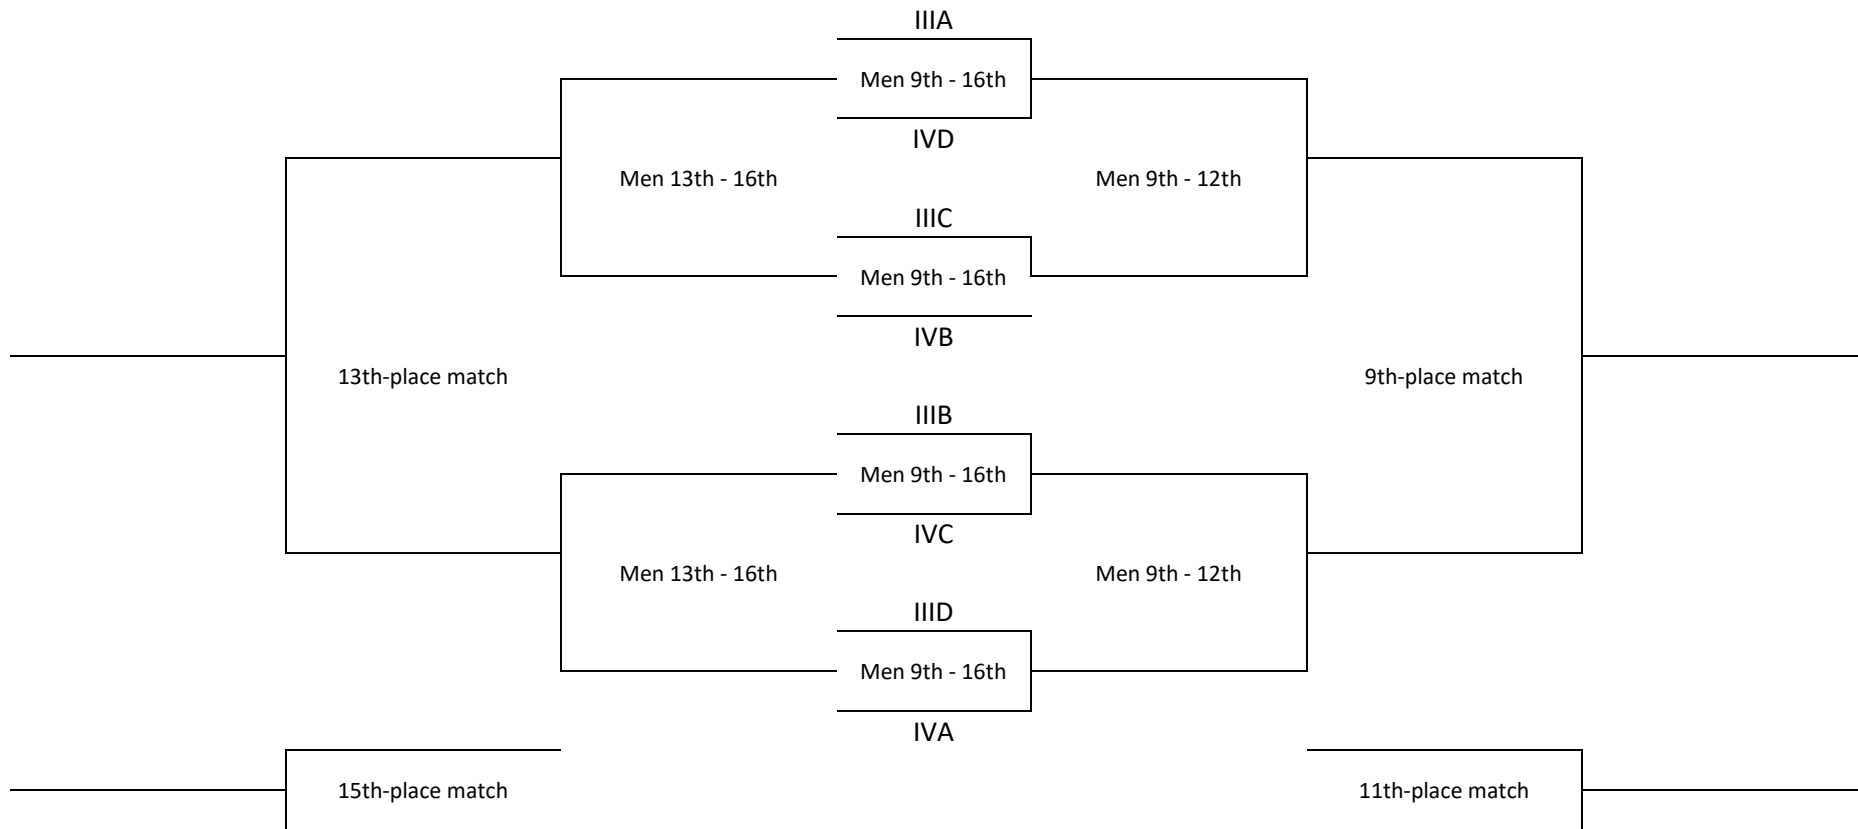 IIIA
Men 9th - 16th
IVD
Men 13th - 16th
Men 9th - 12th
IIIC
Men 9th - 16th
IVB
13th-place match
9th-place match
IIIB
Men 9th - 16th
IVC
Men 13th - 16th
Men 9th - 12th
IIID
Men 9th - 16th
IVA
15th-place match
11th-place match